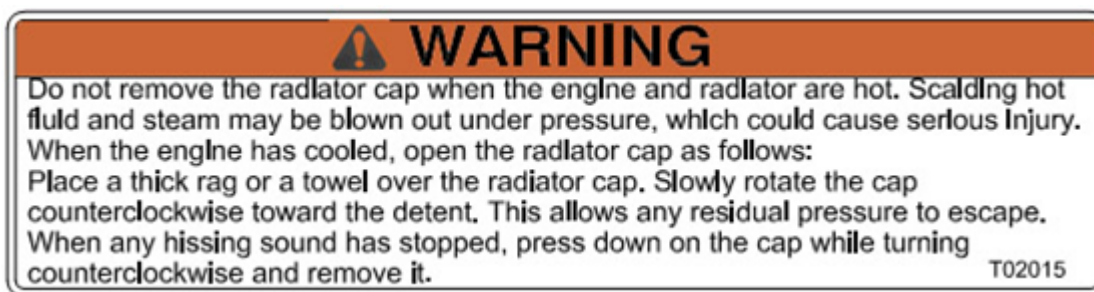 WARNING
Do not remove the radiator cap when the engine and radiator are hot. Scalding hot
fluid and steam may be blown out under pressure, which could cause serious injury.
When the engine has cooled, open the radiator cap as follows:
Place a thick rag or a towel over the radiator cap. Slowly rotate the cap
counterclockwise toward the detent. This allows any residual pressure to escape.
When any hissing sound has stopped, press down on the cap while turning
counterclockwise and remove it.
T02015